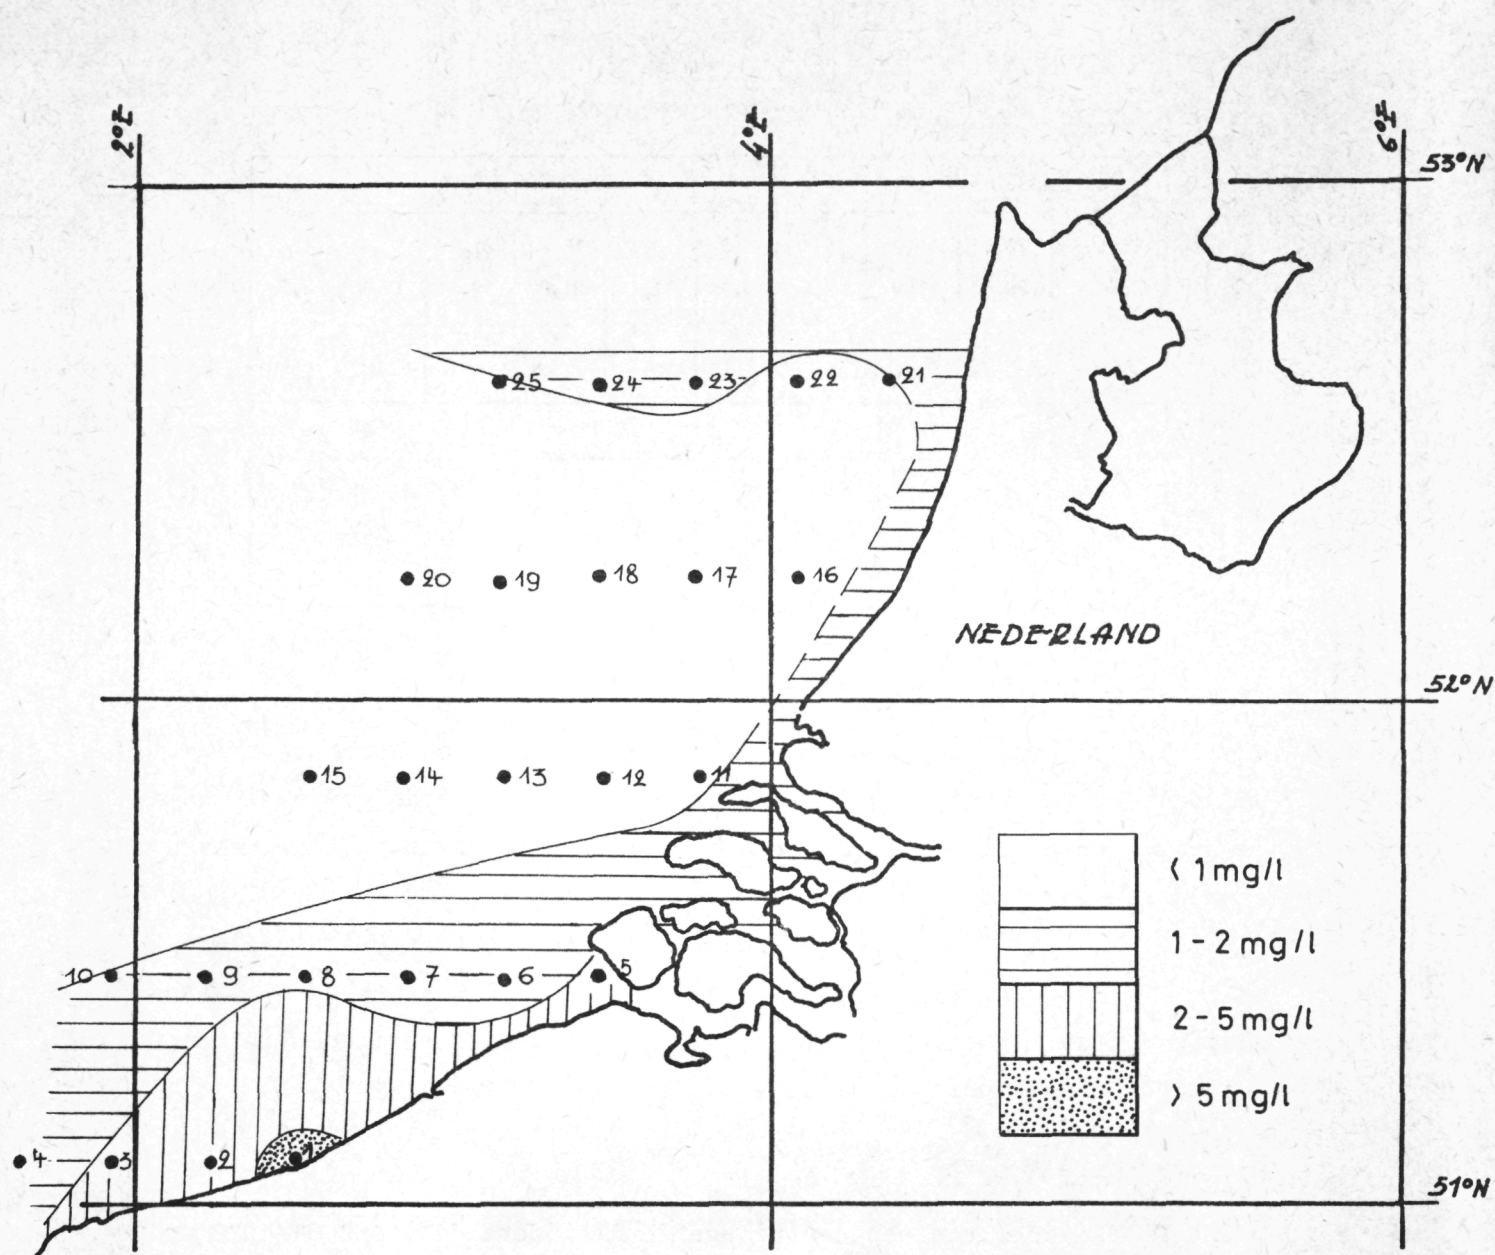 2°E
4°E
6°E
53°N
25 24 23 22 21
20 19 18 17 16
NEDERLAND
52°N
15 14 13 12 11
< 1 mg/l
1 - 2 mg/l
10 9 8 7 6 5
2 - 5 mg/l
> 5 mg/l
4 3 2 1
51°N